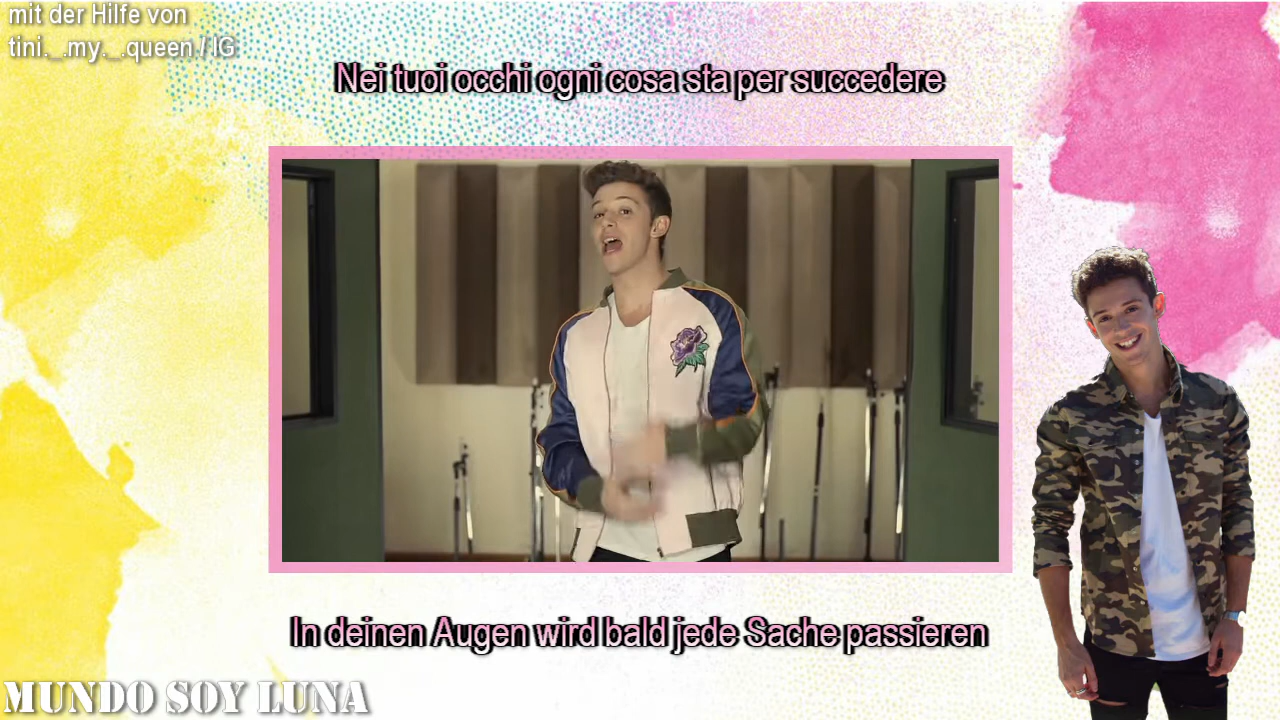 mit der Hilfe von
tini._.my._.queen / IG
Nei tuoi occhi ogni cosa sta per succedere
In deinen Augen wird bald jede Sache passieren
MUNDO SOY LUNA